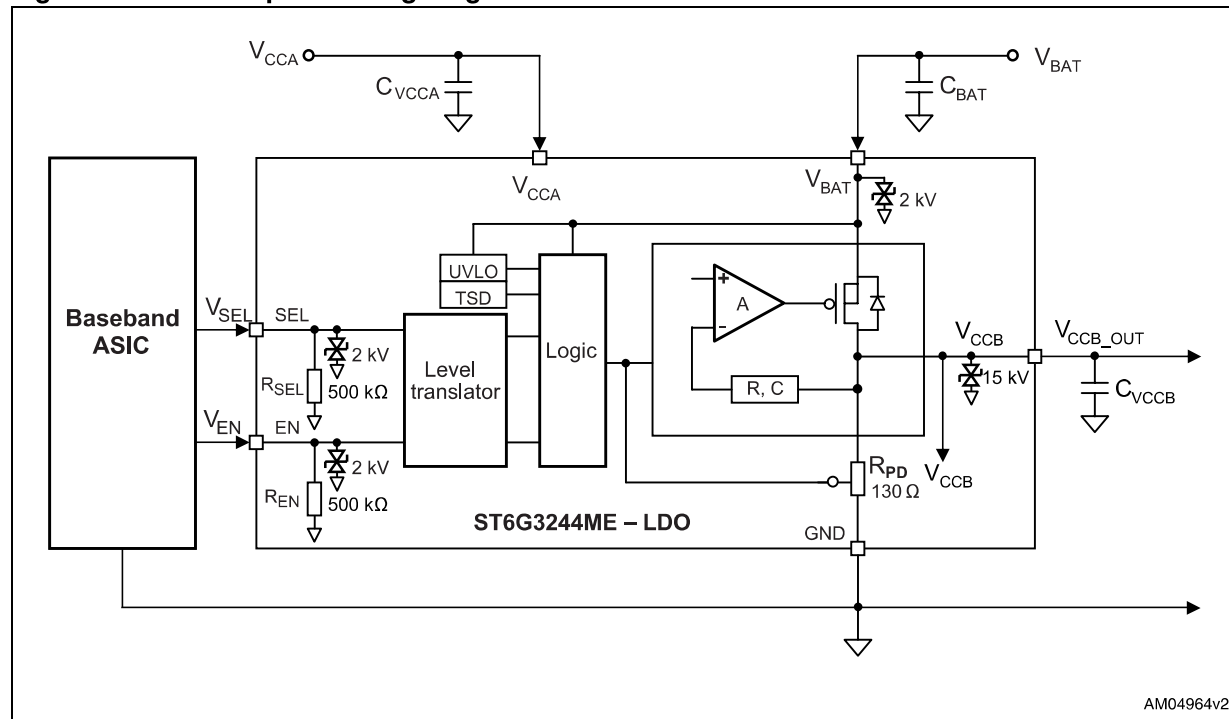 V_CCA
C_VCCA
V_BAT
C_BAT
V_CCA
V_BAT
2 kV
UVLO
TSD
Baseband
ASIC
V_SEL
SEL
2 kV
R_SEL
500 kΩ
Level
translator
Logic
+
A
-
R, C
V_CCB
V_CCB_OUT
15 kV
C_VCCB
V_EN
EN
2 kV
R_EN
500 kΩ
R_PD
130 Ω
V_CCB
ST6G3244ME – LDO
GND
AM04964v2